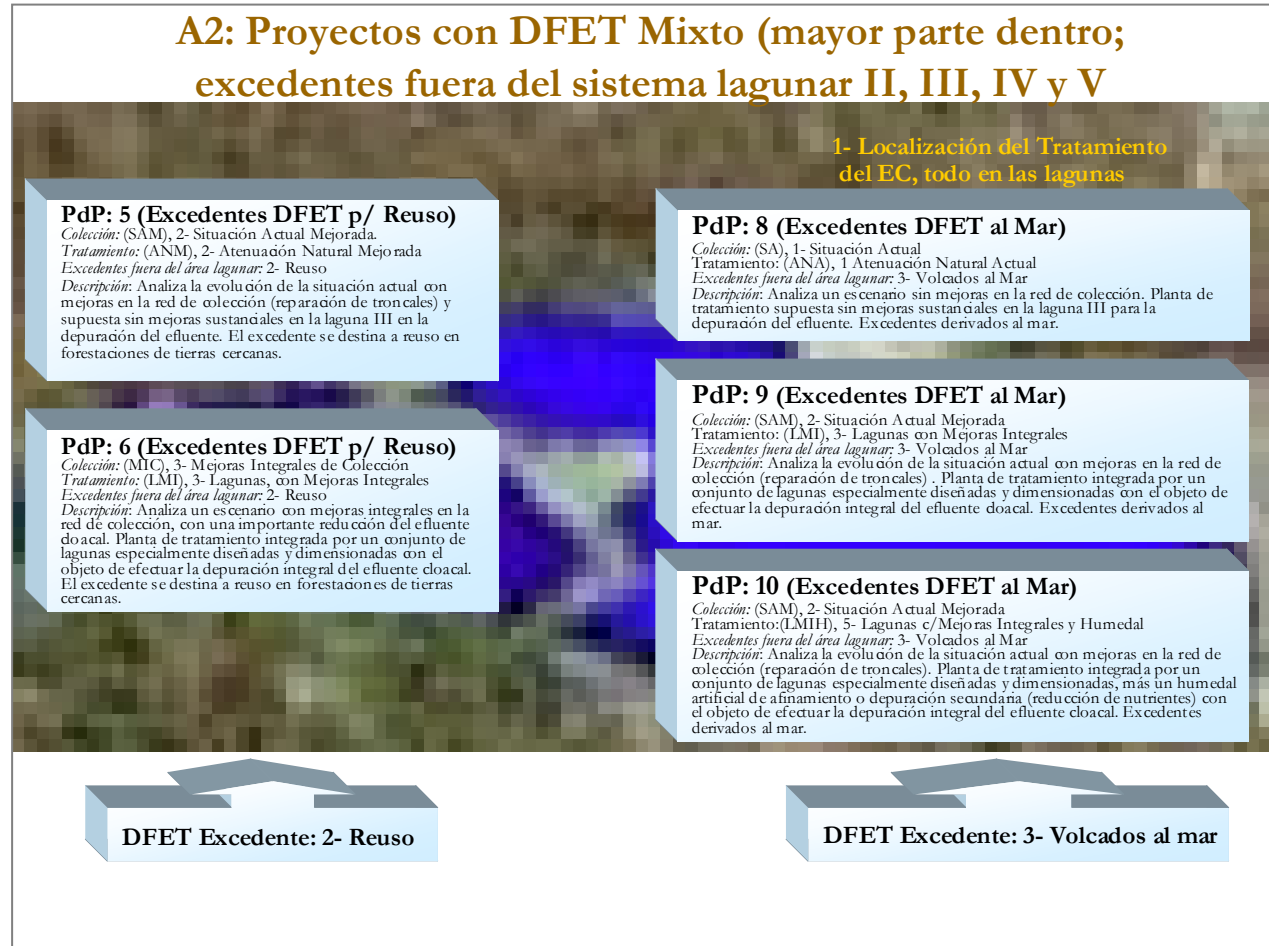 A2: Proyectos con DFET Mixto (mayor parte dentro;
excedentes fuera del sistema lagunar II, III, IV y V
1- Localización del Tratamiento
del EC, todo en las lagunas
PdP: 5 (Excedentes DFET p/ Reuso)
Colección: (SAM), 2- Situación Actual Mejorada.
Tratamiento: (ANM), 2- Atenuación Natural Mejorada
Excedentes fuera del área lagunar: 2- Reuso
Descripción: Analiza la evolución de la situación actual con
mejoras en la red de colección (reparación de troncales) y
supuesta sin mejoras sustanciales en la laguna III en la
depuración del efluente. El excedente se destina a reuso en
forestaciones de tierras cercanas.
PdP: 6 (Excedentes DFET p/ Reuso)
Colección: (MIC), 3- Mejoras Integrales de Colección
Tratamiento: (LMI), 3- Lagunas, con Mejoras Integrales
Excedentes fuera del área lagunar: 2- Reuso
Descripción: Analiza un escenario con mejoras integrales en la
red de colección, con una importante reducción del efluente
cloacal. Planta de tratamiento integrada por un conjunto de
lagunas especialmente diseñadas y dimensionadas con el
objeto de efectuar la depuración integral del efluente cloacal.
El excedente se destina a reuso en forestaciones de tierras
cercanas.
PdP: 8 (Excedentes DFET al Mar)
Colección: (SA), 1- Situación Actual
Tratamiento: (ANA), 1 Atenuación Natural Actual
Excedentes fuera del área lagunar: 3- Volcados al Mar
Descripción: Analiza un escenario sin mejoras en la red de colección. Planta de
tratamiento supuesta sin mejoras sustanciales en la laguna III para la
depuración del efluente. Excedentes derivados al mar.
PdP: 9 (Excedentes DFET al Mar)
Colección: (SAM), 2- Situación Actual Mejorada
Tratamiento: (LMI), 3- Lagunas con Mejoras Integrales
Excedentes fuera del área lagunar: 3- Volcados al Mar
Descripción: Analiza la evolución de la situación actual con mejoras en la red de
colección (reparación de troncales) . Planta de tratamiento integrada por un
conjunto de lagunas especialmente diseñadas y dimensionadas con el objeto de
efectuar la depuración integral del efluente cloacal. Excedentes derivados al
mar.
PdP: 10 (Excedentes DFET al Mar)
Colección: (SAM), 2- Situación Actual Mejorada
Tratamiento:(LMIH), 5- Lagunas c/Mejoras Integrales y Humedal
Excedentes fuera del área lagunar: 3- Volcados al Mar
Descripción: Analiza la evolución de la situación actual con mejoras en la red de
colección (reparación de troncales). Planta de tratamiento integrada por un
conjunto de lagunas especialmente diseñadas y dimensionadas, más un humedal
artificial de afinamiento o depuración secundaria (reducción de nutrientes) con
el objeto de efectuar la depuración integral del efluente cloacal. Excedentes
derivados al mar.
DFET Excedente: 2- Reuso
DFET Excedente: 3- Volcados al mar